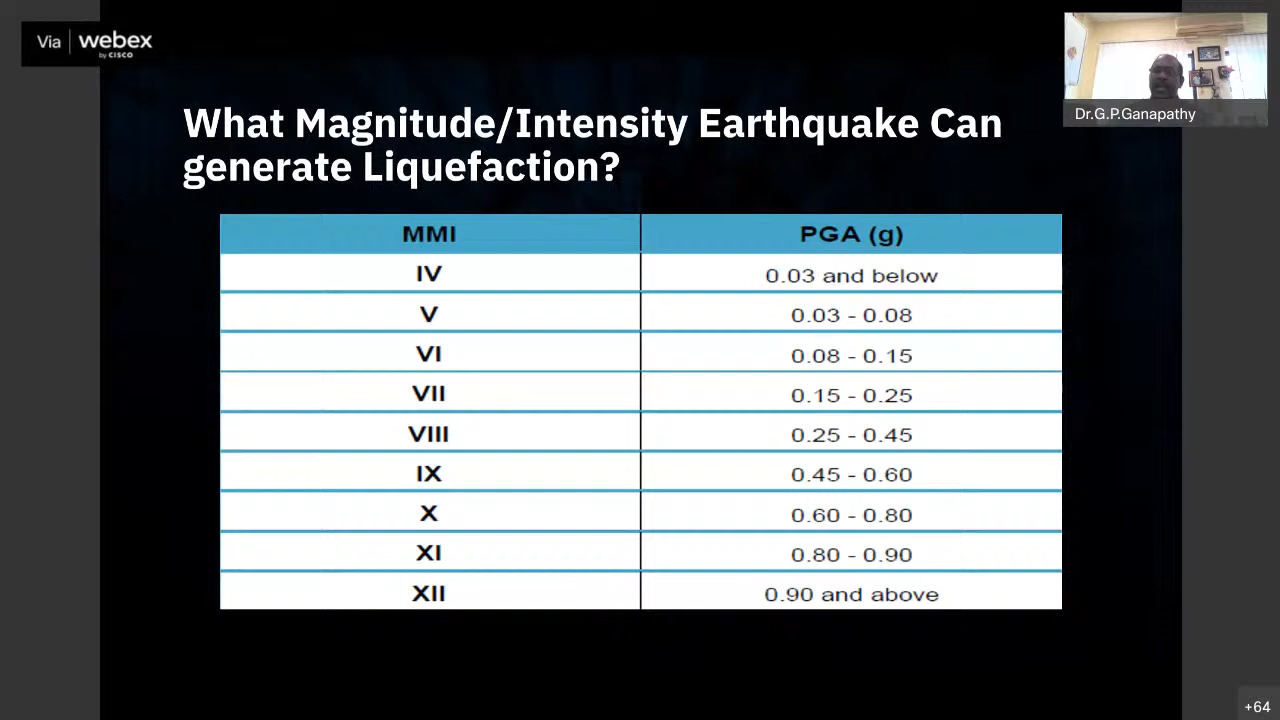 Via webex
by CISCO
Dr.G.P.Ganapathy
What Magnitude/Intensity Earthquake Can
generate Liquefaction?
MMI PGA (g)
IV 0.03 and below
V 0.03 - 0.08
VI 0.08 - 0.15
VII 0.15 - 0.25
VIII 0.25 - 0.45
IX 0.45 - 0.60
X 0.60 - 0.80
XI 0.80 - 0.90
XII 0.90 and above
+64